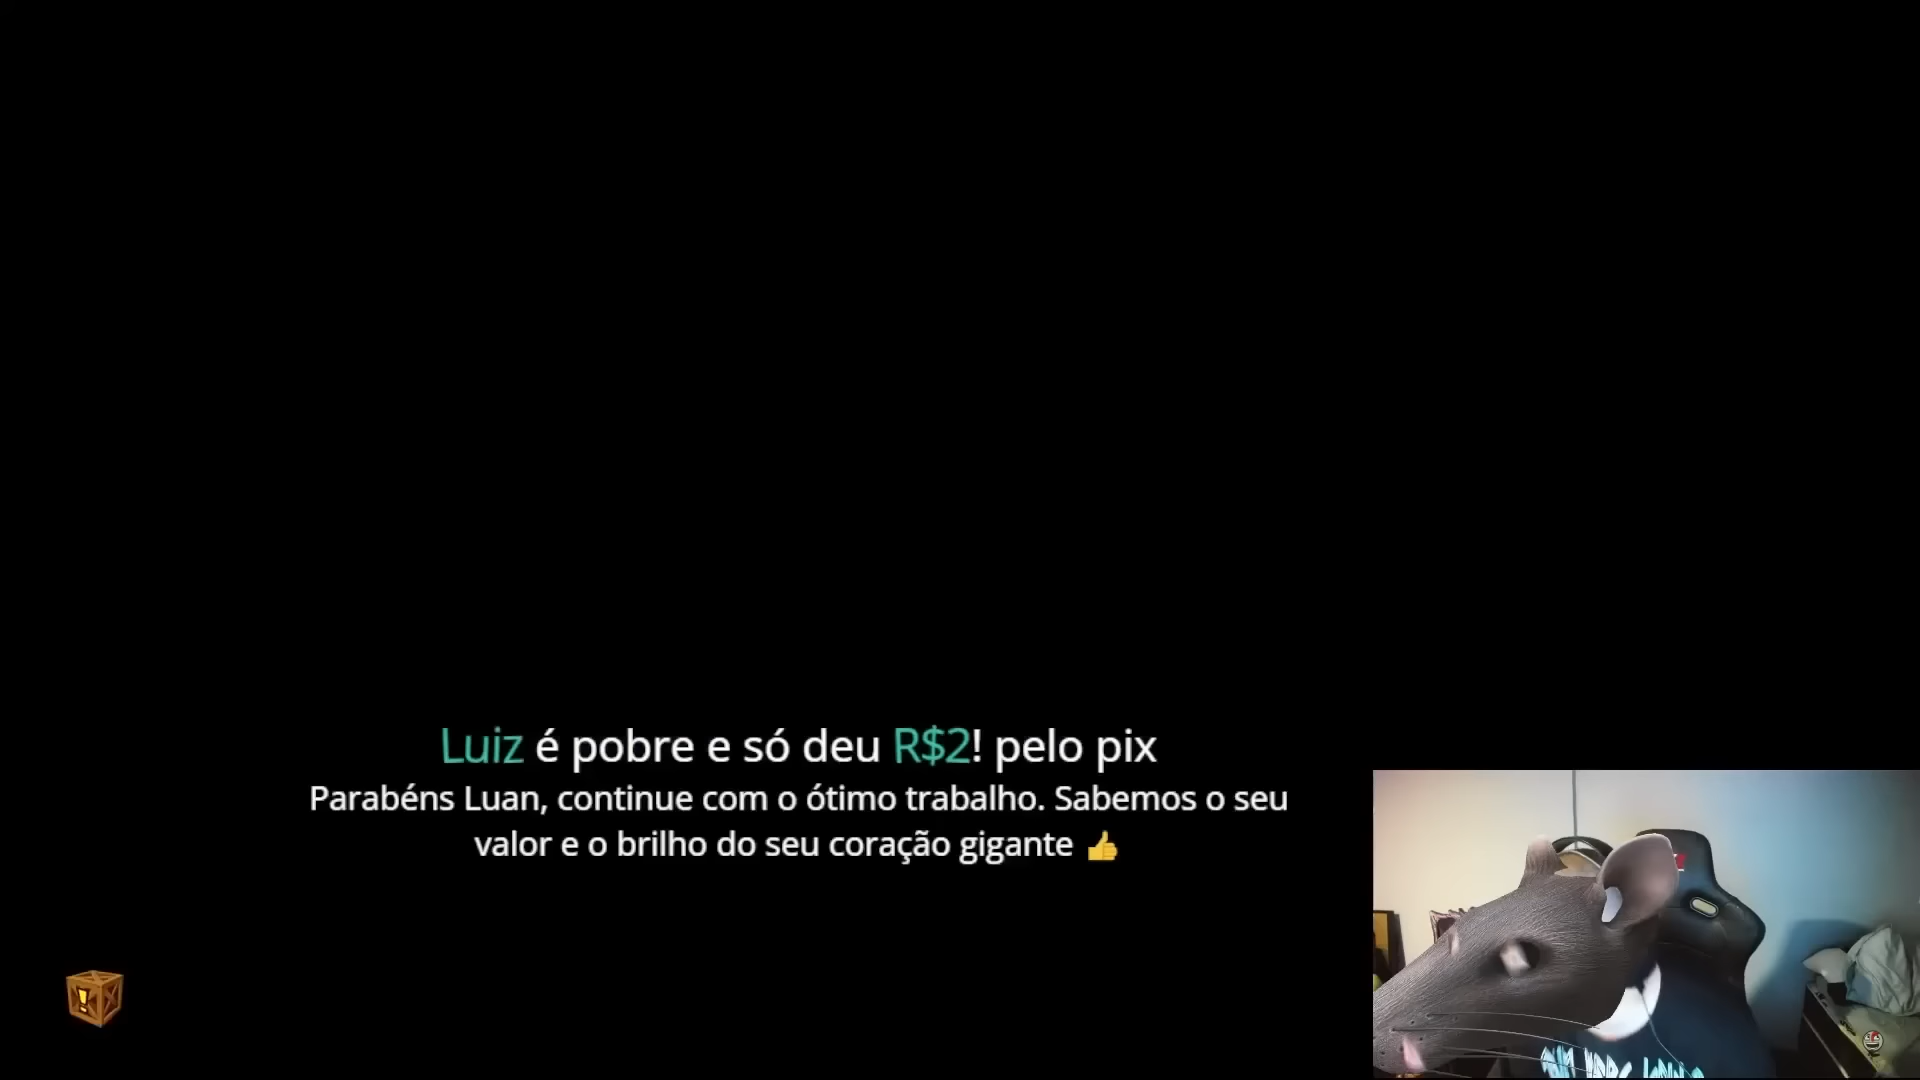 Luiz é pobre e só deu R$2! pelo pix
Parabéns Luan, continue com o ótimo trabalho. Sabemos o seu
valor e o brilho do seu coração gigante 👍